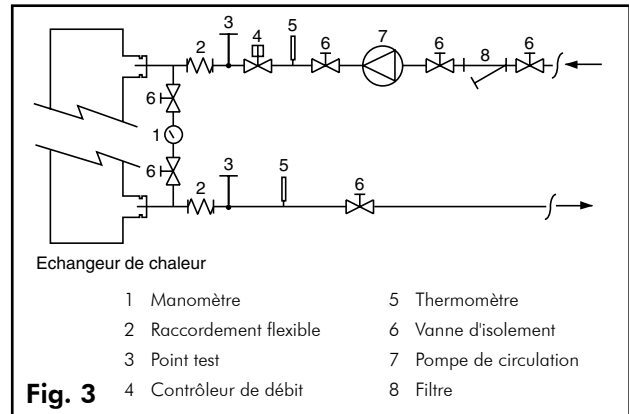 3 5 7
2 4 6 6 8 6
6
1
6
3 5 6
2
Echangeur de chaleur
1 Manomètre 5 Thermomètre
2 Raccordement flexible 6 Vanne d'isolement
3 Point test 7 Pompe de circulation
Fig. 3 4 Contrôleur de débit 8 Filtre